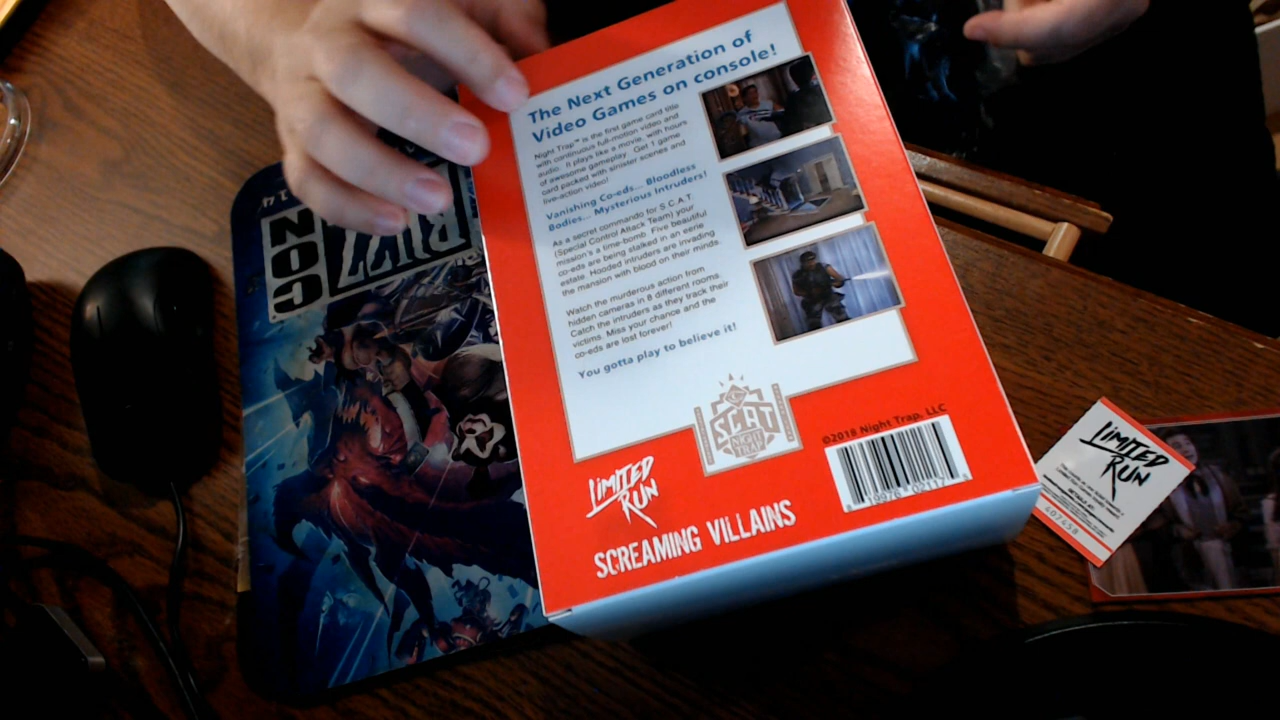 The Next Generation of
Video Games on console!
Night Trap™ is the first game card title
with continuous full-motion video and
audio. It plays like a movie, with hours
of awesome gameplay. Get 1 game
card packed with sinister scenes and
live-action video!
Vanishing Co-eds... Bloodless
Bodies... Mysterious Intruders!
As a secret commando for S.C.A.T.
(Special Control Attack Team) your
mission's a time-bomb. Five beautiful
co-eds are being stalked in an eerie
estate. Hooded intruders are invading
the mansion with blood on their minds.
Watch the murderous action from
hidden cameras in 8 different rooms.
Catch the intruders as they track their
victims. Miss your chance and the
co-eds are lost forever!
You gotta play to believe it!
SCAT
NIGHT
TRAP
©2018 Night Trap, LLC
LIMITED
RUN
SCREAMING VILLAINS
LIMITED
RUN
407458
BLIZZ
CON